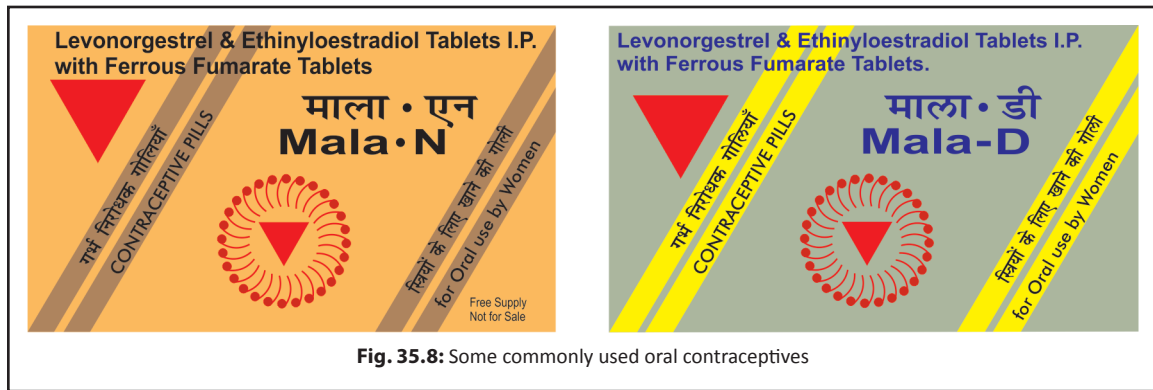 Levonorgestrel & Ethinyloestradiol Tablets I.P.
with Ferrous Fumarate Tablets
माला · एन
Mala·N
गर्भ निरोधक गोलियाँ
CONTRACEPTIVE PILLS
स्त्रियों के लिए खाने की गोली
for Oral use by Women
Free Supply
Not for Sale
Levonorgestrel & Ethinyloestradiol Tablets I.P.
with Ferrous Fumarate Tablets.
माला · डी
Mala-D
गर्भ निरोधक गोलियाँ
CONTRACEPTIVE PILLS
स्त्रियों के लिए खाने की गोली
for Oral use by Women
Fig. 35.8: Some commonly used oral contraceptives